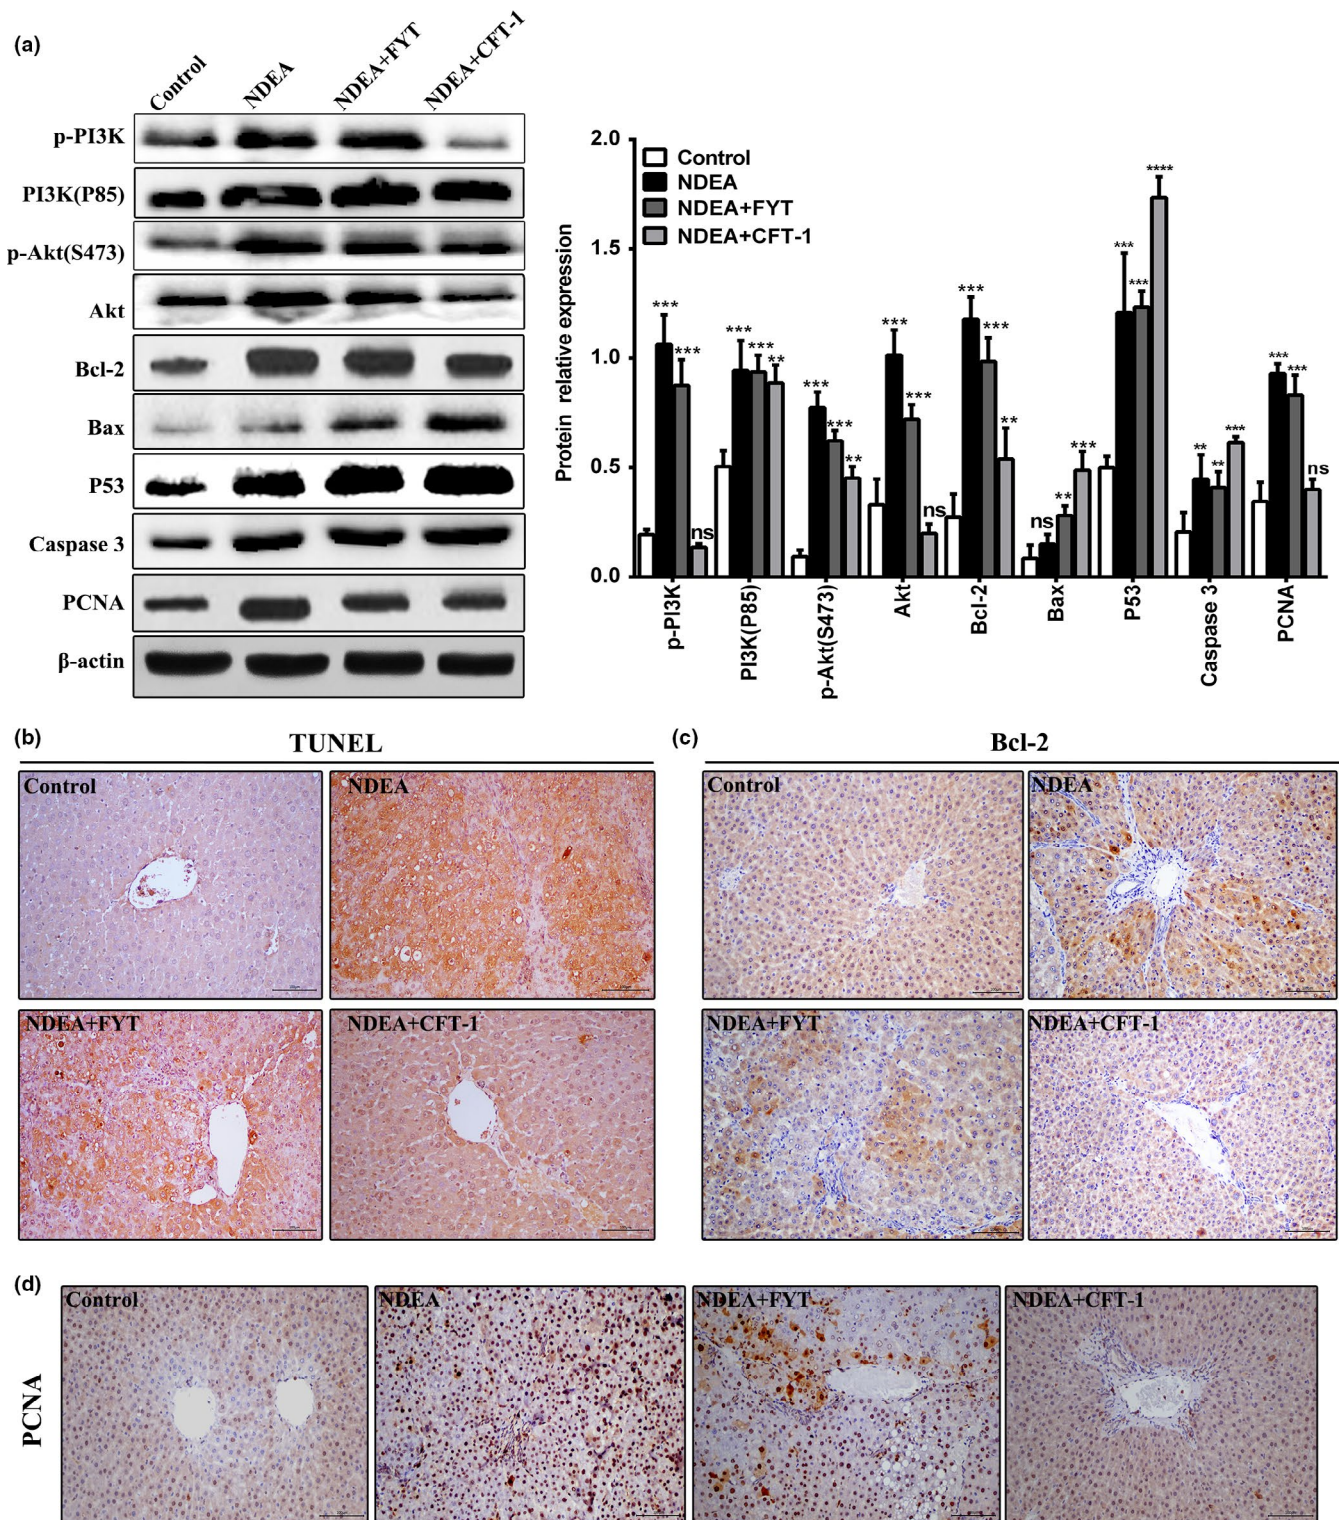 (a)
Control
NDEA
NDEA+FYT
NDEA+CFT-1
p-PI3K
PI3K(P85)
p-Akt(S473)
Akt
Bcl-2
Bax
P53
Caspase 3
PCNA
β-actin
Protein relative expression
2.0
1.5
1.0
0.5
0.0
Control
NDEA
NDEA+FYT
NDEA+CFT-1
*** *** ns
*** *** **
*** *** **
*** *** ns
*** *** **
ns ** ***
*** *** ****
** ** ***
*** *** ns
p-PI3K
PI3K(P85)
p-Akt(S473)
Akt
Bcl-2
Bax
P53
Caspase 3
PCNA
(b)
TUNEL
Control
NDEA
NDEA+FYT
NDEA+CFT-1
(c)
Bcl-2
Control
NDEA
NDEA+FYT
NDEA+CFT-1
(d)
PCNA
Control
NDEA
NDEA+FYT
NDEA+CFT-1